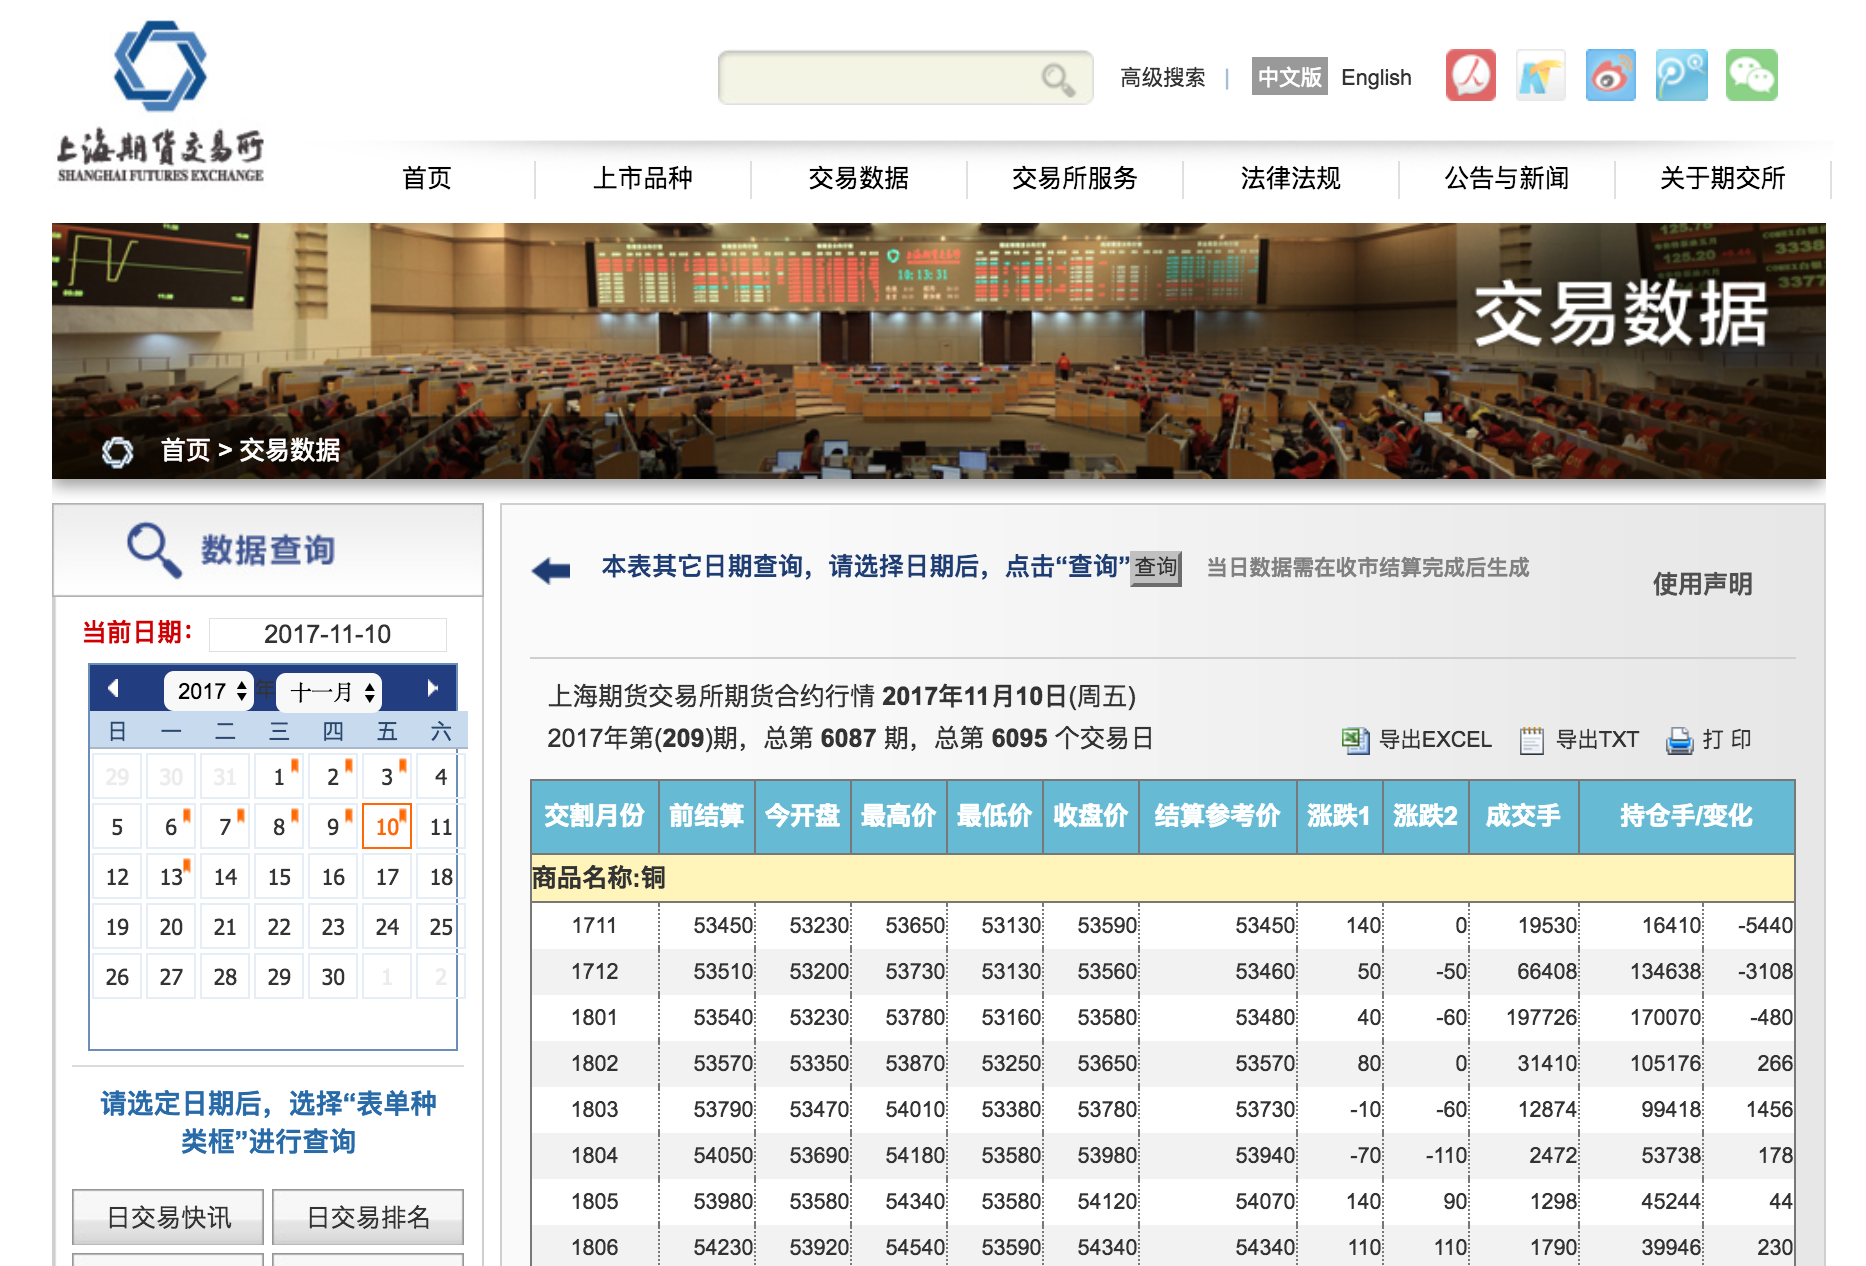 上海期货交易所
SHANGHAI FUTURES EXCHANGE
高级搜索 | 中文版 English
首页 上市品种 交易数据 交易所服务 法律法规 公告与新闻 关于期交所
交易数据
首页 > 交易数据
数据查询
当前日期： 2017-11-10
2017 年 十一月
日 一 二 三 四 五 六
29 30 31 1 2 3 4
5 6 7 8 9 10 11
12 13 14 15 16 17 18
19 20 21 22 23 24 25
26 27 28 29 30 1 2
请选定日期后，选择“表单种
类框”进行查询
日交易快讯 日交易排名
本表其它日期查询，请选择日期后，点击“查询” 查询 当日数据需在收市结算完成后生成
使用声明
上海期货交易所期货合约行情 2017年11月10日(周五)
2017年第(209)期，总第 6087 期，总第 6095 个交易日
导出EXCEL 导出TXT 打 印
交割月份 前结算 今开盘 最高价 最低价 收盘价 结算参考价 涨跌1 涨跌2 成交手 持仓手/变化
商品名称:铜
1711 53450 53230 53650 53130 53590 53450 140 0 19530 16410 -5440
1712 53510 53200 53730 53130 53560 53460 50 -50 66408 134638 -3108
1801 53540 53230 53780 53160 53580 53480 40 -60 197726 170070 -480
1802 53570 53350 53870 53250 53650 53570 80 0 31410 105176 266
1803 53790 53470 54010 53380 53780 53730 -10 -60 12874 99418 1456
1804 54050 53690 54180 53580 53980 53940 -70 -110 2472 53738 178
1805 53980 53580 54340 53580 54120 54070 140 90 1298 45244 44
1806 54230 53920 54540 53590 54340 54340 110 110 1790 39946 230